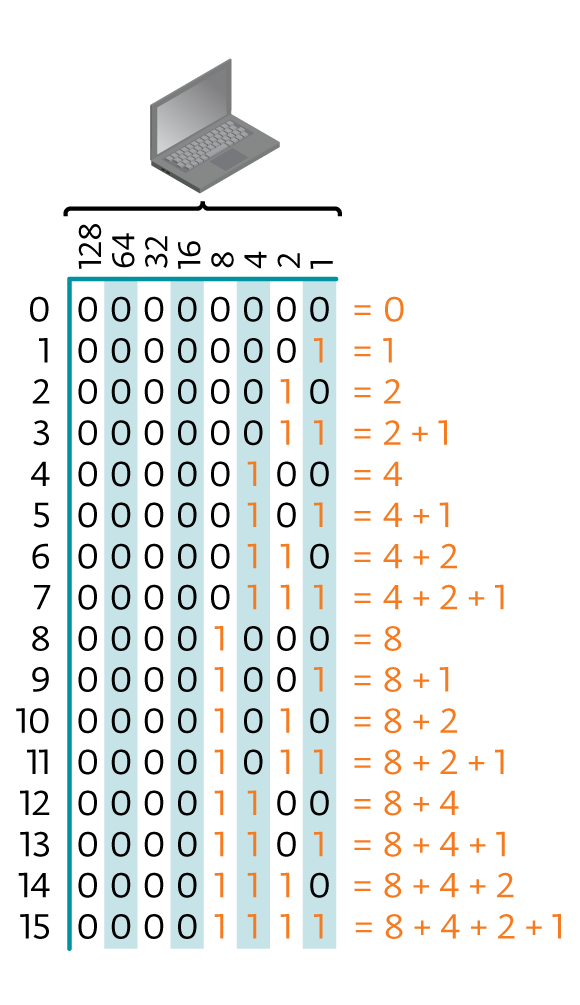 128 64 32 16 8 4 2 1
0 0 0 0 0 0 0 0 0 = 0
1 0 0 0 0 0 0 0 1 = 1
2 0 0 0 0 0 0 1 0 = 2
3 0 0 0 0 0 0 1 1 = 2 + 1
4 0 0 0 0 0 1 0 0 = 4
5 0 0 0 0 0 1 0 1 = 4 + 1
6 0 0 0 0 0 1 1 0 = 4 + 2
7 0 0 0 0 0 1 1 1 = 4 + 2 + 1
8 0 0 0 0 1 0 0 0 = 8
9 0 0 0 0 1 0 0 1 = 8 + 1
10 0 0 0 0 1 0 1 0 = 8 + 2
11 0 0 0 0 1 0 1 1 = 8 + 2 + 1
12 0 0 0 0 1 1 0 0 = 8 + 4
13 0 0 0 0 1 1 0 1 = 8 + 4 + 1
14 0 0 0 0 1 1 1 0 = 8 + 4 + 2
15 0 0 0 0 1 1 1 1 = 8 + 4 + 2 + 1